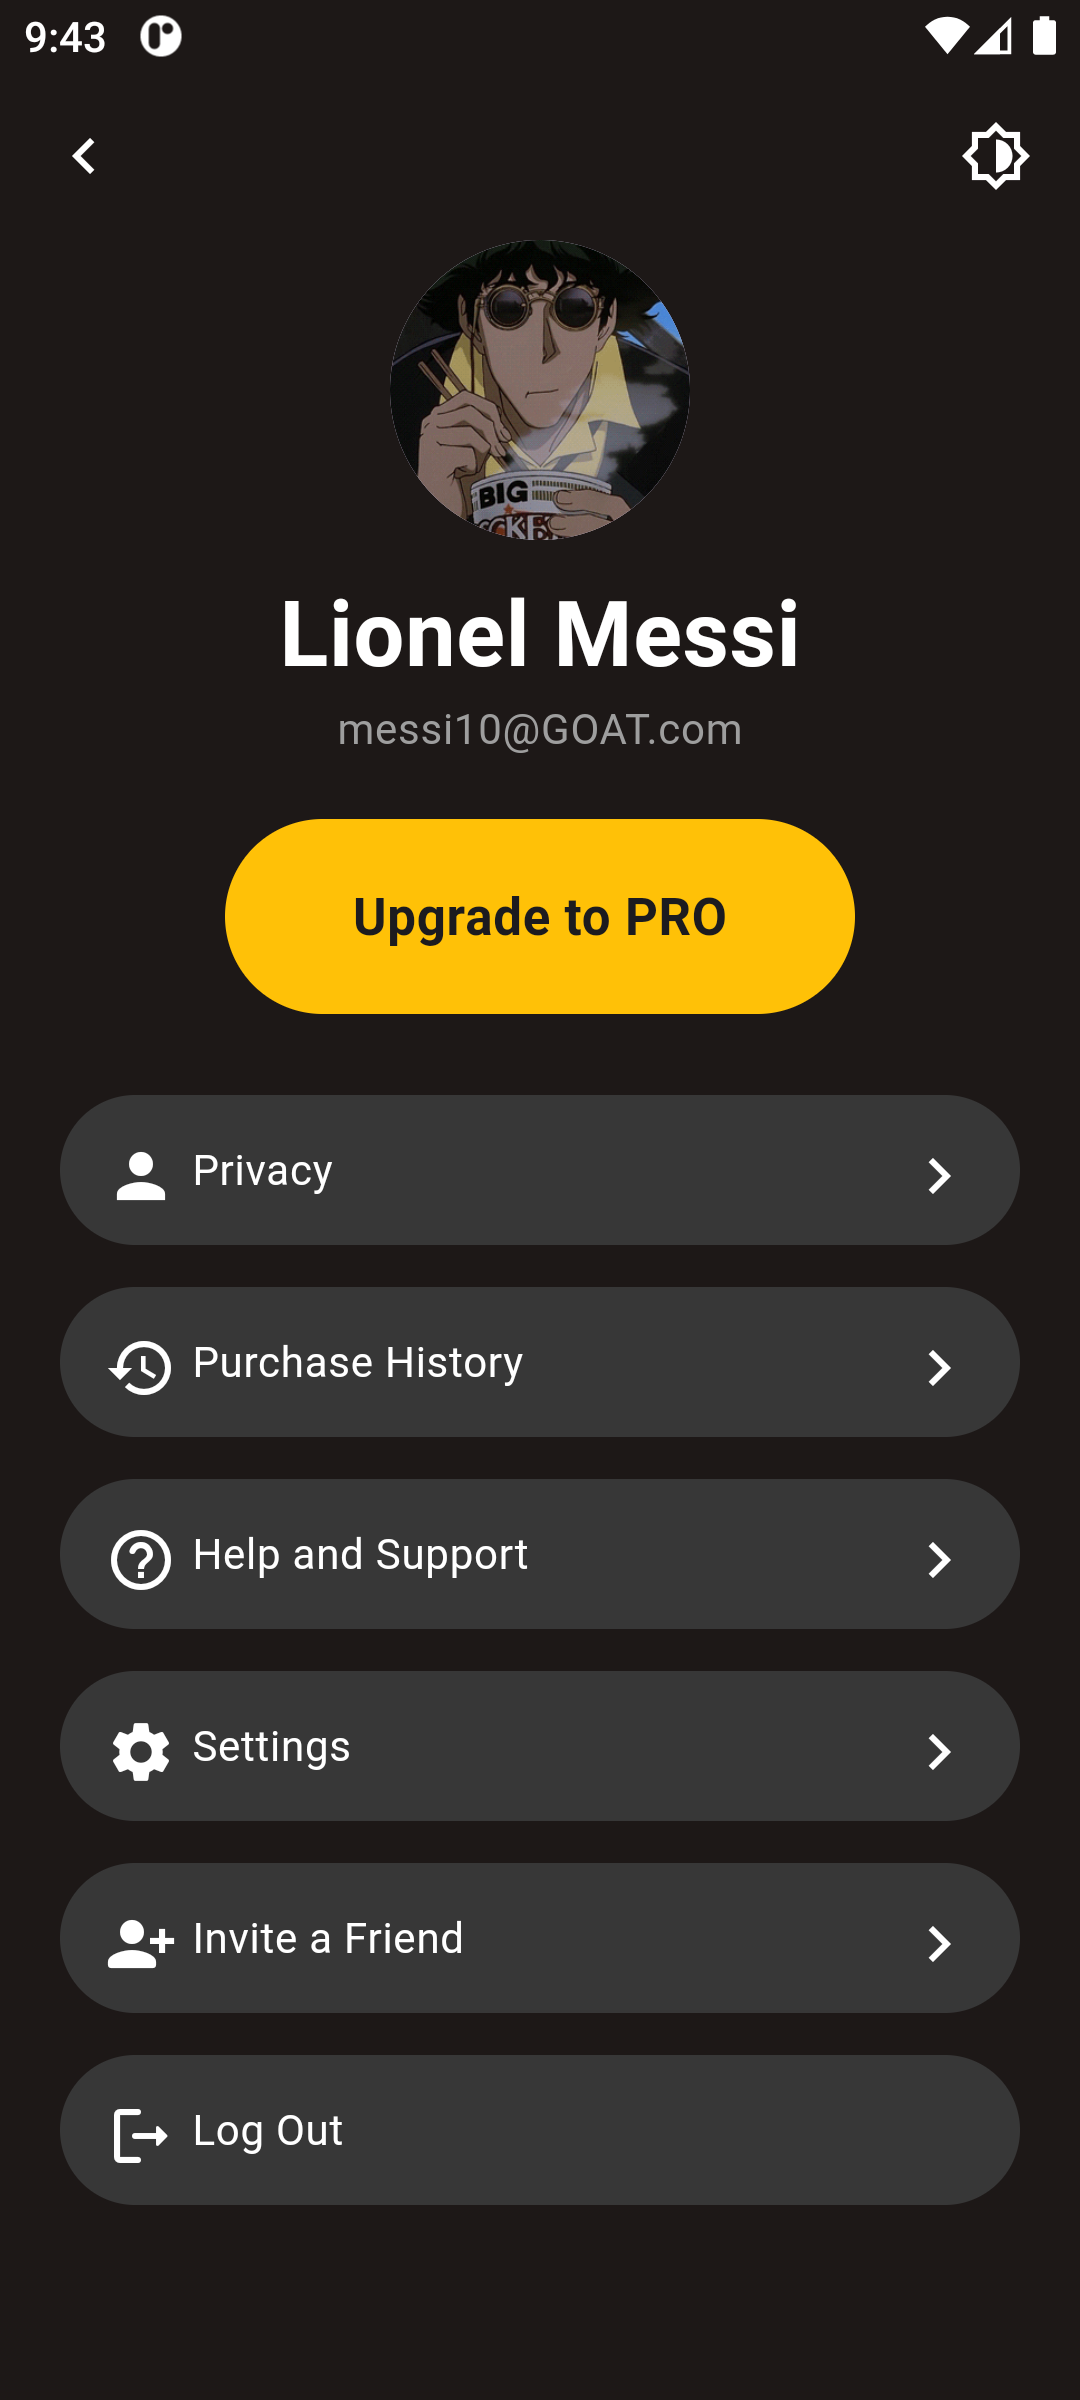 9:43
BIG
Lionel Messi
messi10@GOAT.com
Upgrade to PRO
Privacy
Purchase History
Help and Support
Settings
Invite a Friend
Log Out